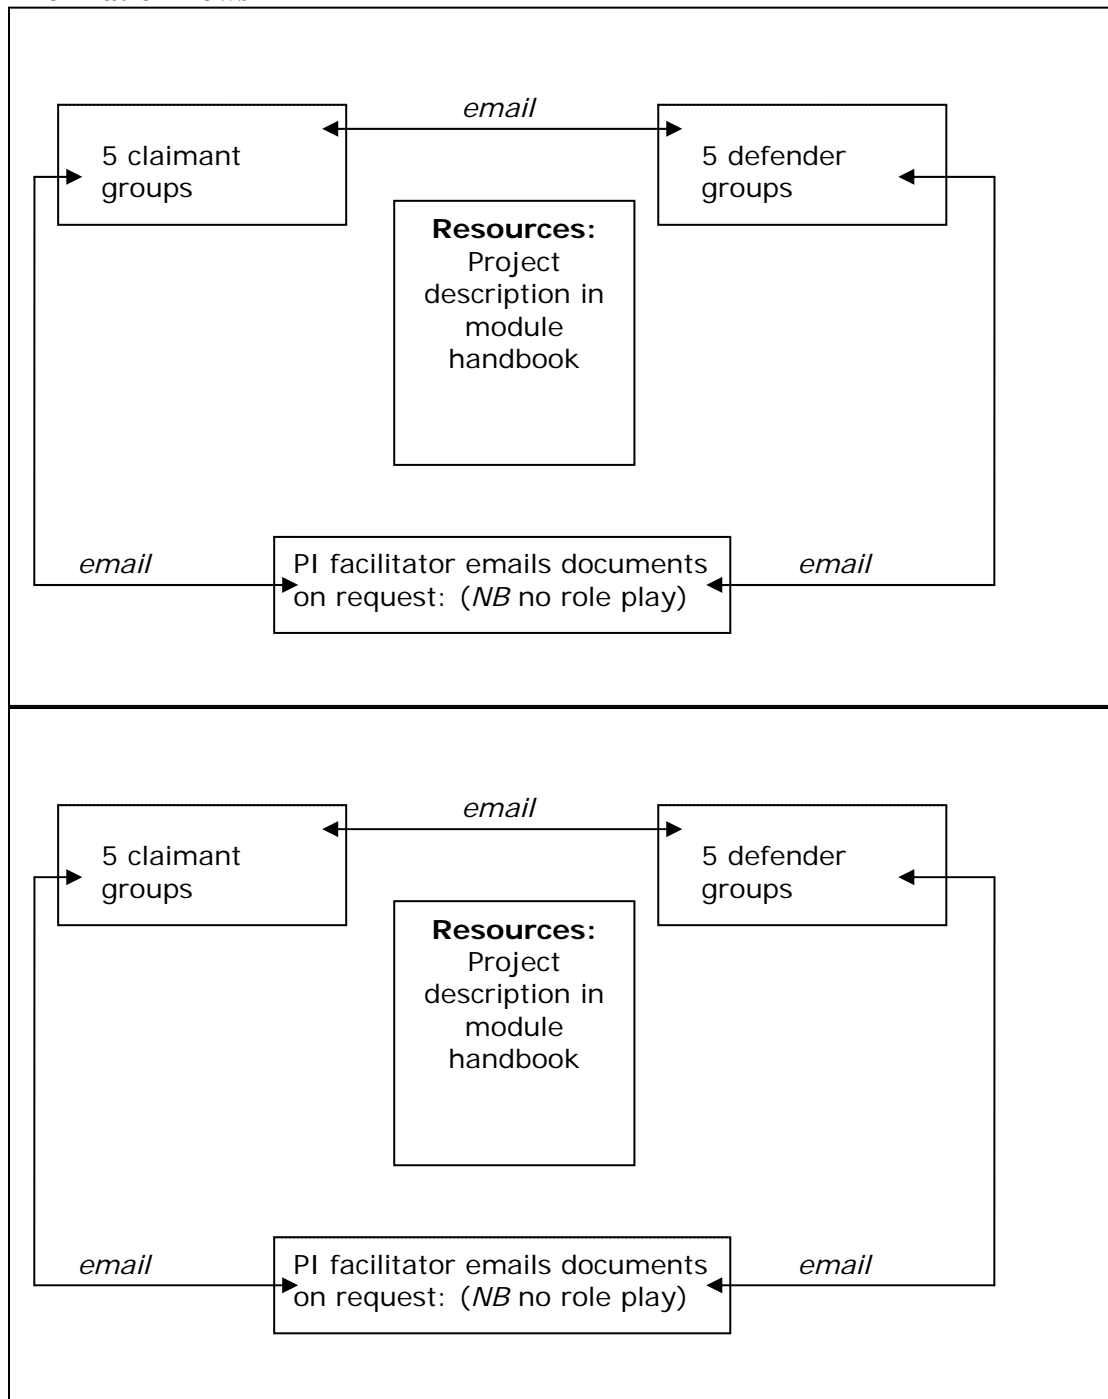 email
5 claimant
groups
5 defender
groups
Resources:
Project
description in
module
handbook
email
PI facilitator emails documents
on request: (NB no role play)
email
email
5 claimant
groups
5 defender
groups
Resources:
Project
description in
module
handbook
email
PI facilitator emails documents
on request: (NB no role play)
email